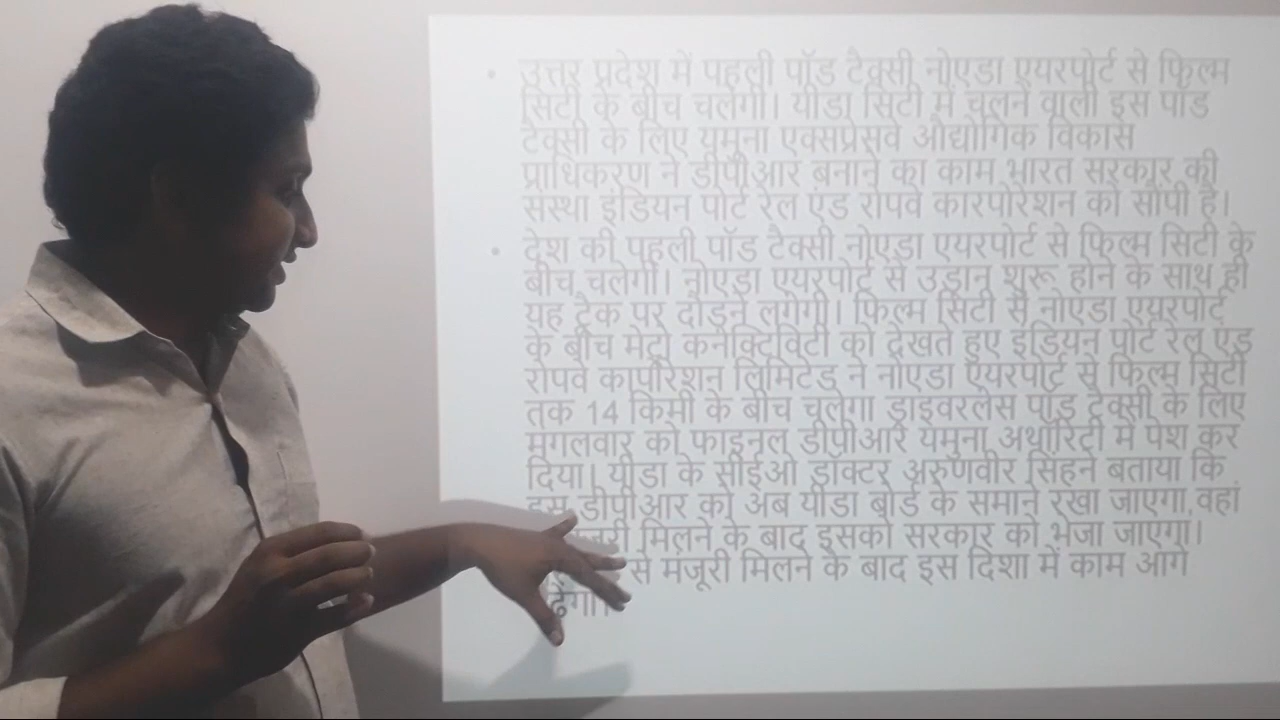 • उत्तर प्रदेश में पहली पॉड टैक्सी नोएडा एयरपोर्ट से फिल्म
सिटी के बीच चलेगी। यीडा सिटी में चलने वाली इस पॉड
टैक्सी के लिए यमुना एक्सप्रेसवे औद्योगिक विकास
प्राधिकरण ने डीपीआर बनाने का काम भारत सरकार की
संस्था इंडियन पोर्ट रेल एंड रोपवे कारपोरेशन को सौंपी है।
• देश की पहली पॉड टैक्सी नोएडा एयरपोर्ट से फिल्म सिटी के
बीच चलेगी। नोएडा एयरपोर्ट से उड़ान शुरू होने के साथ ही
यह ट्रैक पर दौड़ने लगेगी। फिल्म सिटी से नोएडा एयरपोर्ट
के बीच मेट्रो कनेक्टिविटी को देखते हुए इंडियन पोर्ट रेल एंड
रोपवे कार्पोरेशन लिमिटेड ने नोएडा एयरपोर्ट से फिल्म सिटी
तक 14 किमी के बीच चलेगा ड्राइवरलेस पॉड टैक्सी के लिए
मंगलवार को फाइनल डीपीआर यमुना अथॉरिटी में पेश कर
दिया। यीडा के सीईओ डॉक्टर अरुणवीर सिंहने बताया कि
इस डीपीआर को अब यीडा बोर्ड के समाने रखा जाएगा,वहां
मिलने के बाद इसको सरकार को भेजा जाएगा।
से मंजूरी मिलने के बाद इस दिशा में काम आगे